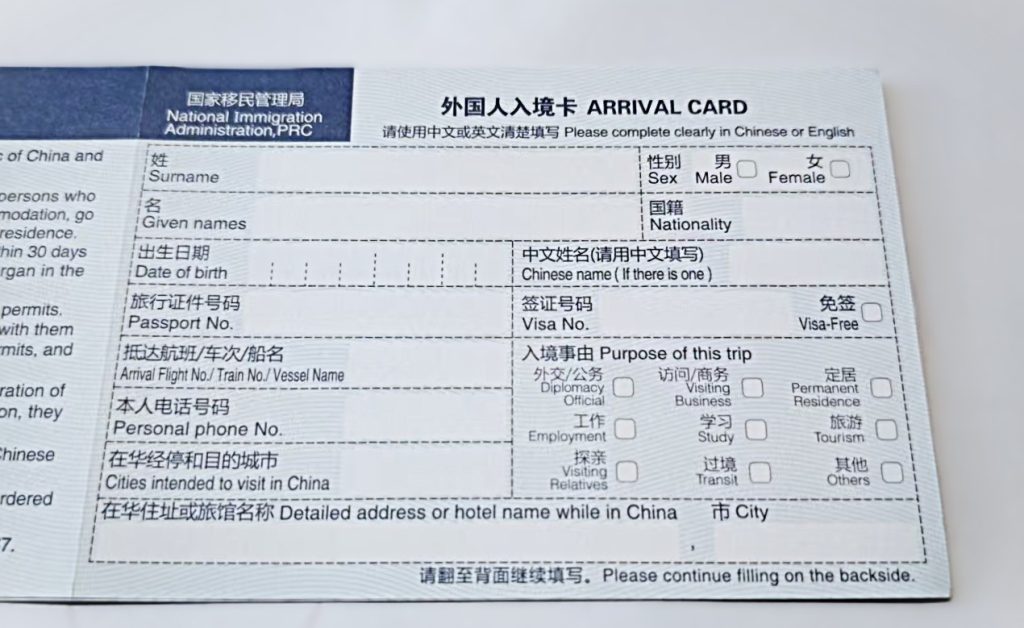 国家移民管理局
National Immigration
Administration,PRC
外国人入境卡 ARRIVAL CARD
请使用中文或英文清楚填写 Please complete clearly in Chinese or English
c of China and
persons who
modation, go
residence.
thin 30 days
rgan in the
permits.
with them
rmits, and
ration of
on, they
Chinese
rdered
7.
姓
Surname
性别 男 女
Sex Male Female
名
Given names
国籍
Nationality
出生日期
Date of birth
中文姓名(请用中文填写)
Chinese name ( If there is one )
旅行证件号码
Passport No.
签证号码 免签
Visa No. Visa-Free
抵达航班/车次/船名
Arrival Flight No./ Train No./ Vessel Name
本人电话号码
Personal phone No.
在华经停和目的城市
Cities intended to visit in China
入境事由 Purpose of this trip
外交/公务 访问/商务 定居
Diplomacy Visiting Permanent
Official Business Residence
工作 学习 旅游
Employment Study Tourism
探亲 过境 其他
Visiting Transit Others
Relatives
在华住址或旅馆名称 Detailed address or hotel name while in China 市 City
,
请翻至背面继续填写。Please continue filling on the backside.